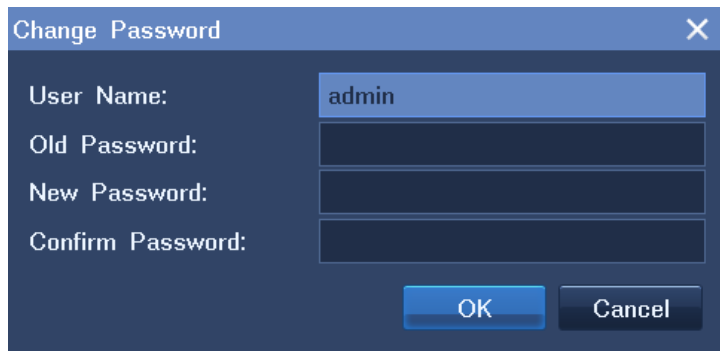 Change Password
User Name: admin
Old Password:
New Password:
Confirm Password:
OK Cancel